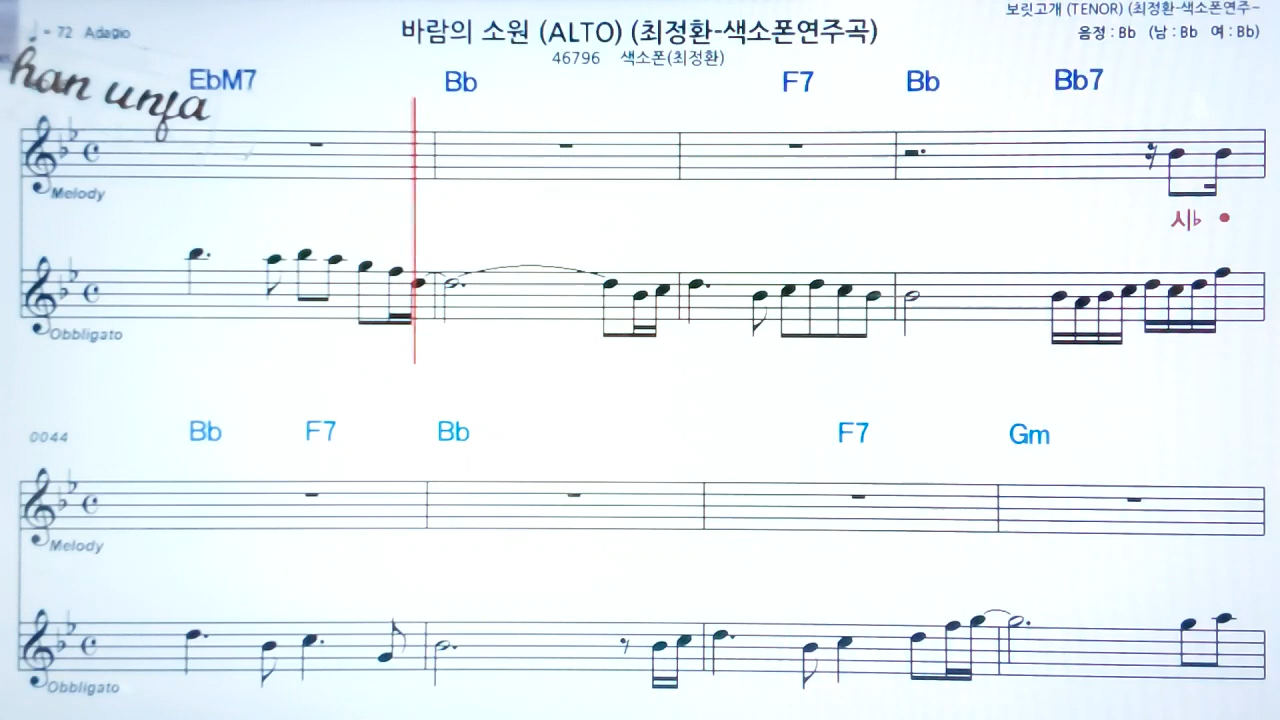 보릿고개 (TENOR) (최정환-색소폰연주-
♩= 72 Adagio
바람의 소원 (ALTO) (최정환-색소폰연주곡)
음정 : Bb (남 : Bb 여 : Bb)
46796 색소폰(최정환)
han unja
EbM7 Bb F7 Bb Bb7
Melody
시♭ •
Obbligato
0044
Bb F7 Bb F7 Gm
Melody
Obbligato